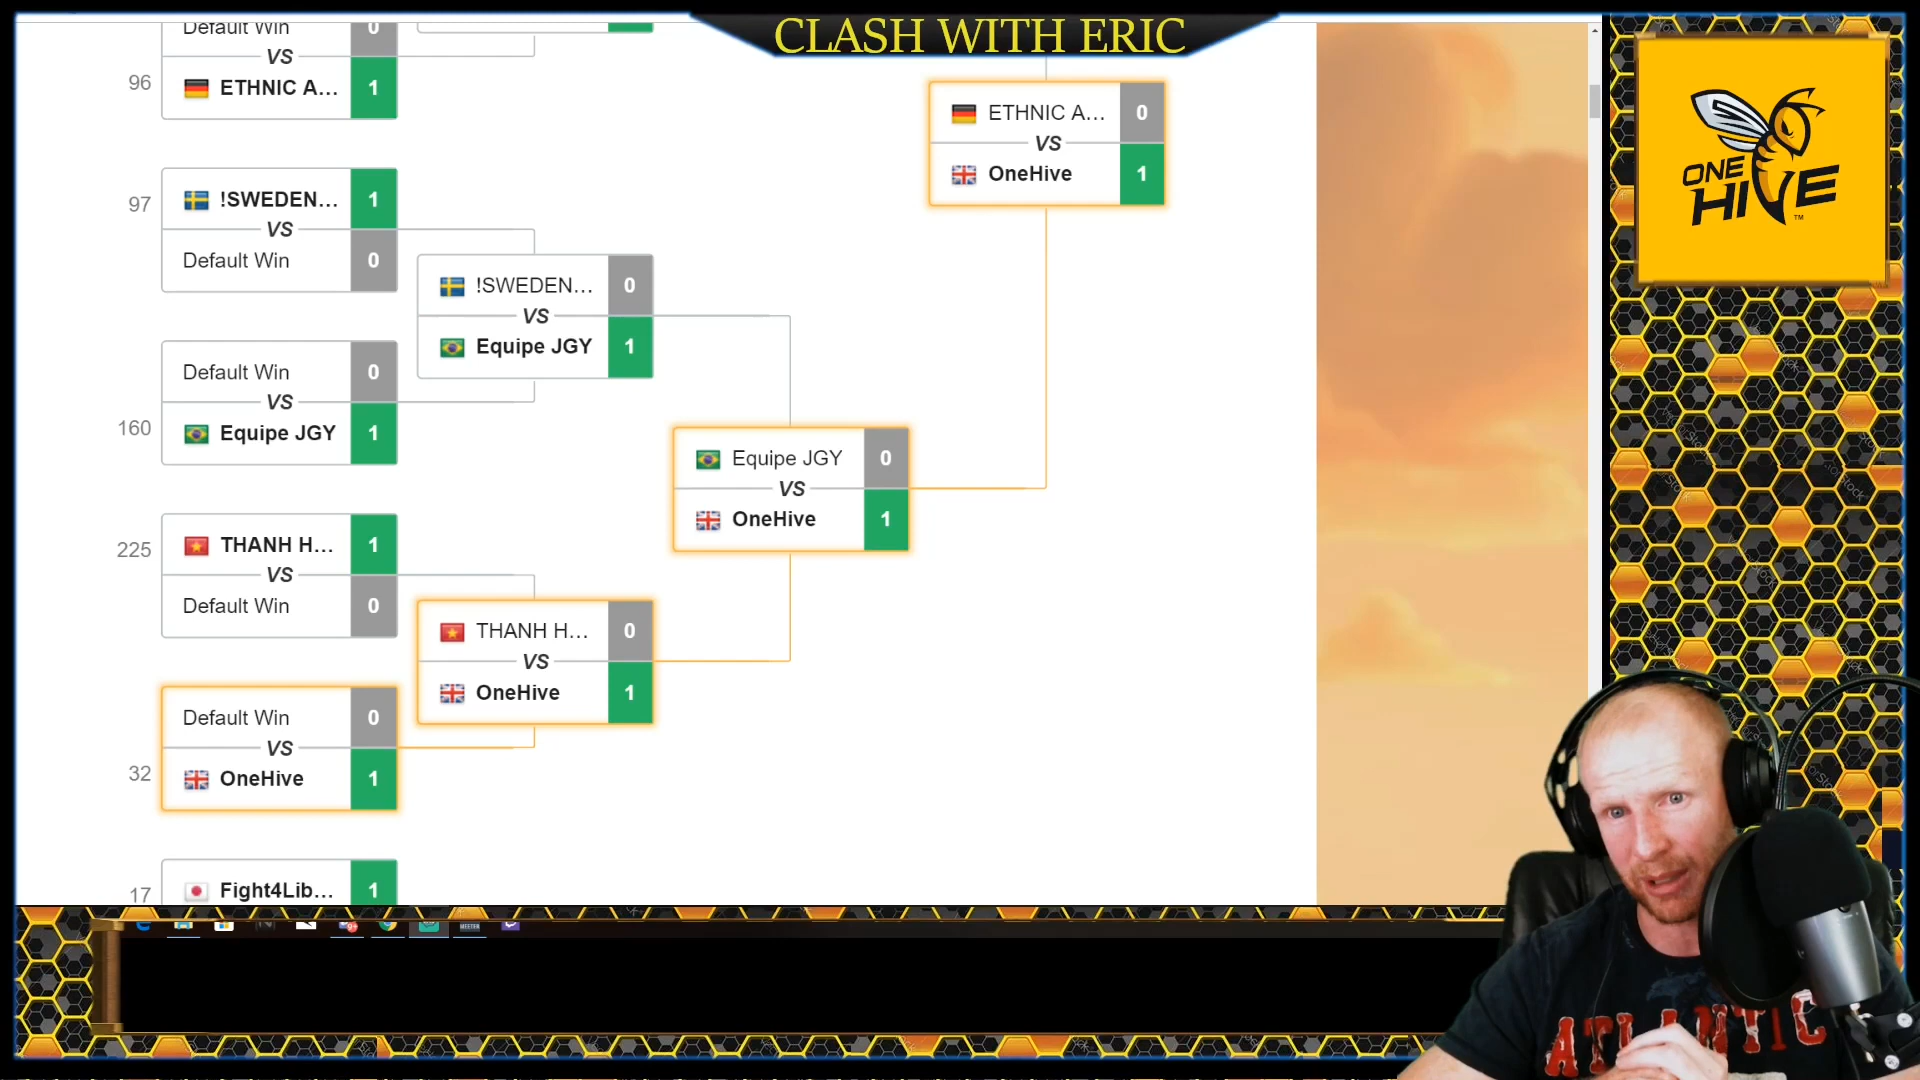 CLASH WITH ERIC
Default Win 0
VS
96 ETHNIC A... 1
97 !SWEDEN... 1
VS
Default Win 0
Default Win 0
VS
160 Equipe JGY 1
225 THANH H... 1
VS
Default Win 0
Default Win 0
VS
32 OneHive 1
17 Fight4Lib... 1
!SWEDEN... 0
VS
Equipe JGY 1
THANH H... 0
VS
OneHive 1
Equipe JGY 0
VS
OneHive 1
ETHNIC A... 0
VS
OneHive 1
ONE
HIVE
TM
ATLANTIC